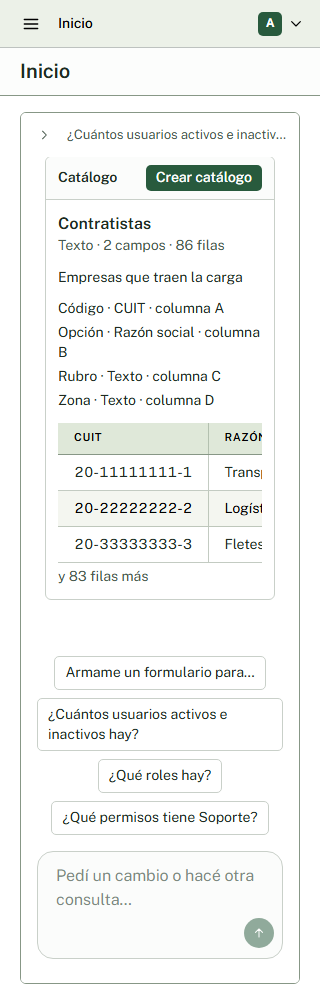 Inicio
A
Inicio
¿Cuántos usuarios activos e inactiv...
Catálogo
Crear catálogo
Contratistas
Texto · 2 campos · 86 filas
Empresas que traen la carga
Código · CUIT · columna A
Opción · Razón social · columna
B
Rubro · Texto · columna C
Zona · Texto · columna D
CUIT
20-11111111-1
20-22222222-2
20-33333333-3
Fletes
y 83 filas más
Armame un formulario para...
¿Cuántos usuarios activos e
inactivos hay?
¿Qué roles hay?
¿Qué permisos tiene Soporte?
Pedí un cambio o hacé otra
consulta...